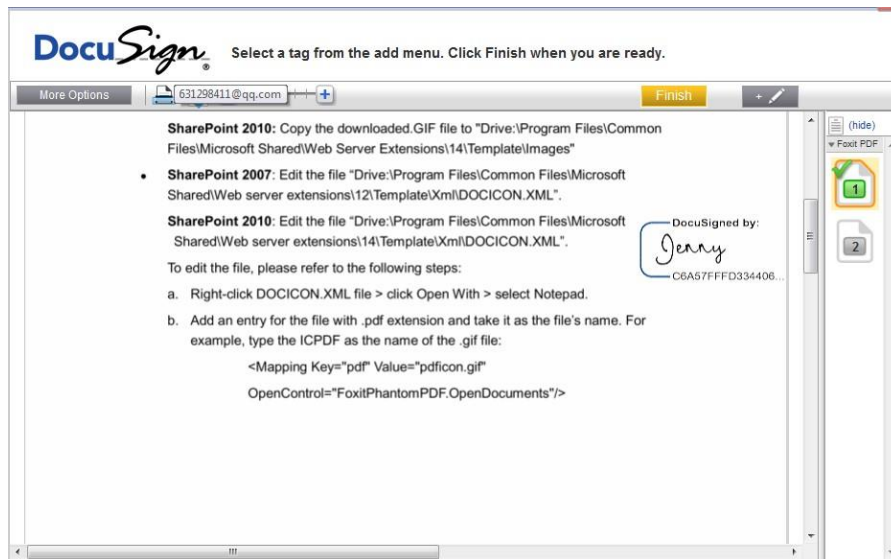 DocuSign®
Select a tag from the add menu. Click Finish when you are ready.
More Options
631298411@qq.com
+
Finish
+
SharePoint 2010: Copy the downloaded.GIF file to "Drive:\Program Files\Common
Files\Microsoft Shared\Web Server Extensions\14\Template\Images"
• SharePoint 2007: Edit the file “Drive:\Program Files\Common Files\Microsoft
Shared\Web server extensions\12\Template\Xml\DOCICON.XML”.
SharePoint 2010: Edit the file “Drive:\Program Files\Common Files\Microsoft
Shared\Web server extensions\14\Template\Xml\DOCICON.XML”.
DocuSigned by:
Jenny
C6A57FFFD334406...
To edit the file, please refer to the following steps:
a. Right-click DOCICON.XML file > click Open With > select Notepad.
b. Add an entry for the file with .pdf extension and take it as the file’s name. For
example, type the ICPDF as the name of the .gif file:
<Mapping Key="pdf" Value="pdficon.gif"
OpenControl="FoxitPhantomPDF.OpenDocuments"/>
(hide)
Foxit PDF
1
2